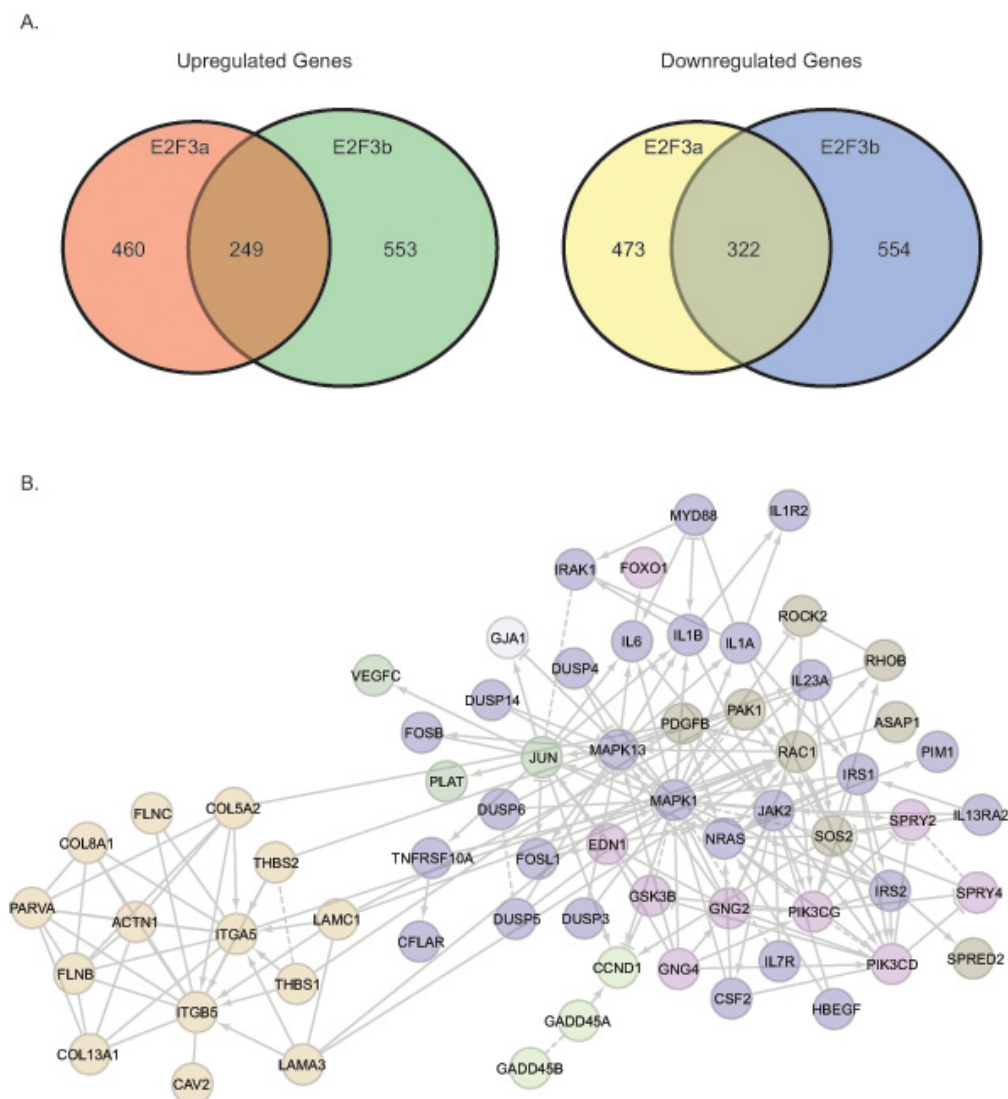 A.
Upregulated Genes
Downregulated Genes
E2F3a
E2F3b
E2F3a
E2F3b
460
249
553
473
322
554
B.
MYD88
IL1R2
IRAK1
FOXO1
ROCK2
GJA1
IL6
IL1B
IL1A
RHOB
VEGFC
DUSP4
IL23A
DUSP14
PDGFB
PAK1
ASAP1
FOSB
JUN
MAPK13
RAC1
PIM1
PLAT
IRS1
MAPK1
FLNC
COL5A2
DUSP6
JAK2
SPRY2
IL13RA2
COL8A1
NRAS
SOS2
THBS2
TNFRSF10A
FOSL1
EDN1
PARVA
ACTN1
LAMC1
GSK3B
GNG2
PIK3CG
IRS2
SPRY4
ITGA5
CFLAR
DUSP5
DUSP3
FLNB
THBS1
CCND1
GNG4
IL7R
PIK3CD
SPRED2
ITGB5
CSF2
HBEGF
GADD45A
COL13A1
LAMA3
GADD45B
CAV2